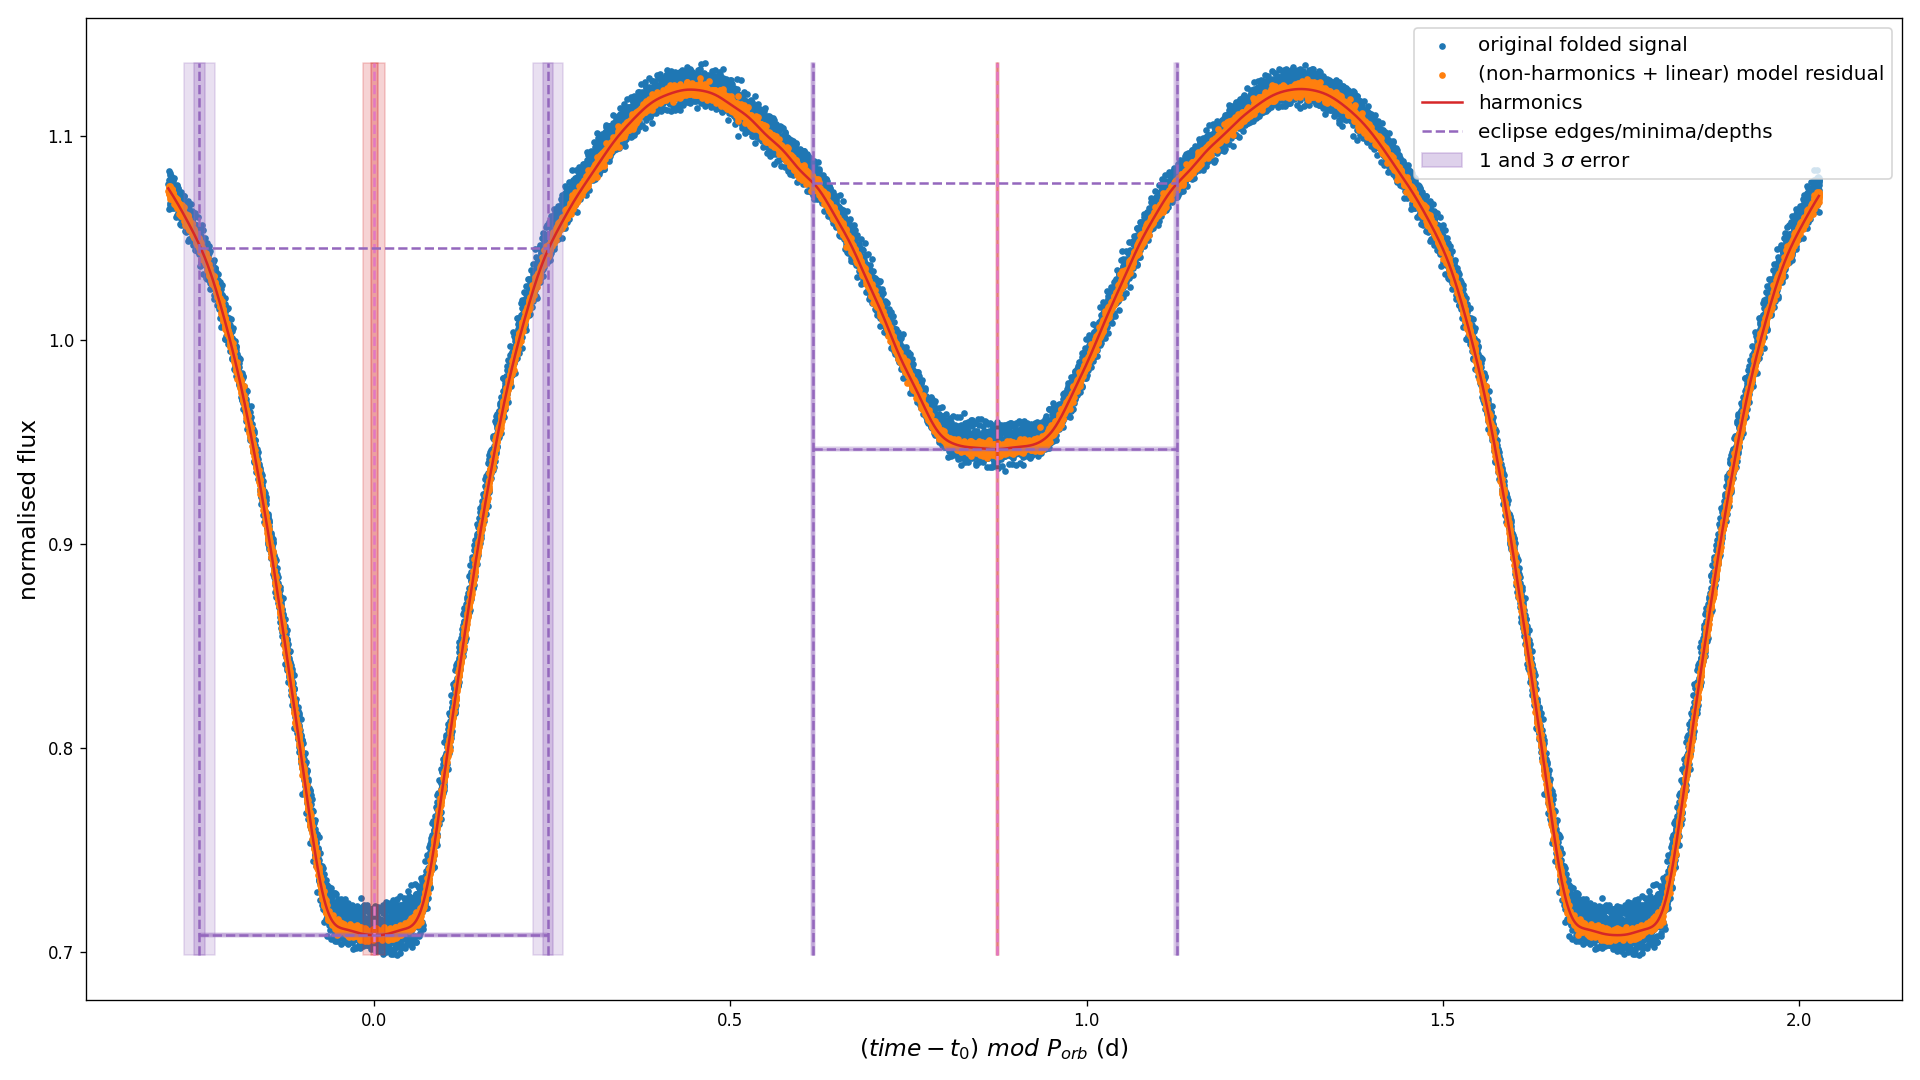 original folded signal
(non-harmonics + linear) model residual
harmonics
eclipse edges/minima/depths
1 and 3 σ error
normalised flux
1.1
1.0
0.9
0.8
0.7
0.0 0.5 1.0 1.5 2.0
(time − t₀) mod P_orb (d)